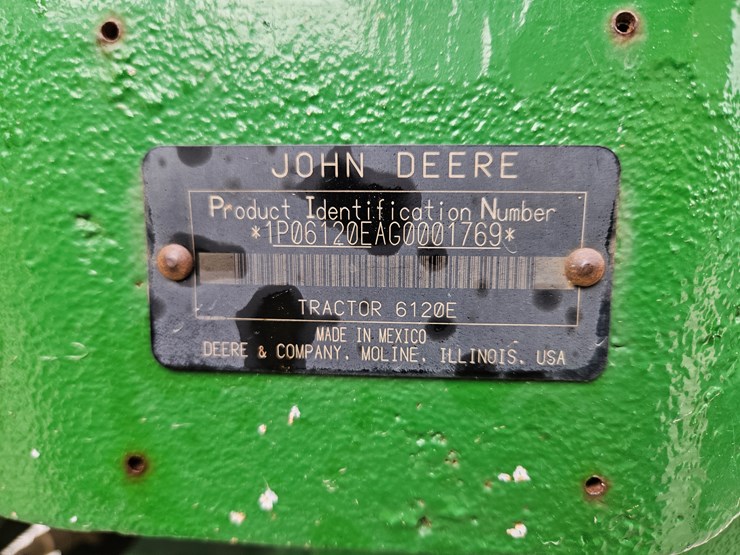 JOHN DEERE
Product Identification Number
*1P06120EAG0001769*
TRACTOR 6120E
MADE IN MEXICO
DEERE & COMPANY, MOLINE, ILLINOIS, USA